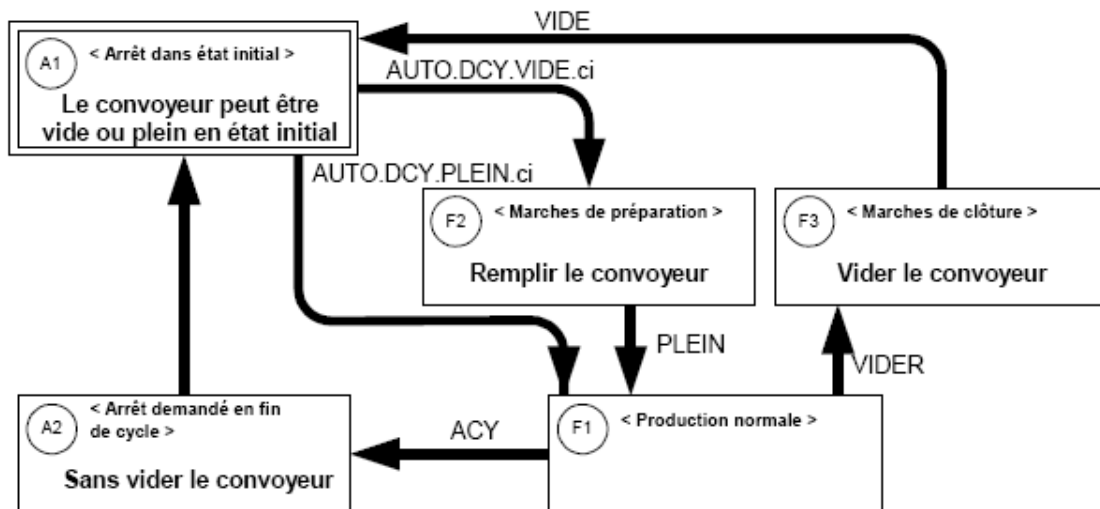 VIDE
A1
< Arrêt dans état initial >
Le convoyeur peut être
vide ou plein en état initial
AUTO.DCY.VIDE.ci
AUTO.DCY.PLEIN.ci
F2
< Marches de préparation >
Remplir le convoyeur
F3
< Marches de clôture >
Vider le convoyeur
PLEIN
VIDER
A2
< Arrêt demandé en fin
de cycle >
Sans vider le convoyeur
ACY
F1
< Production normale >